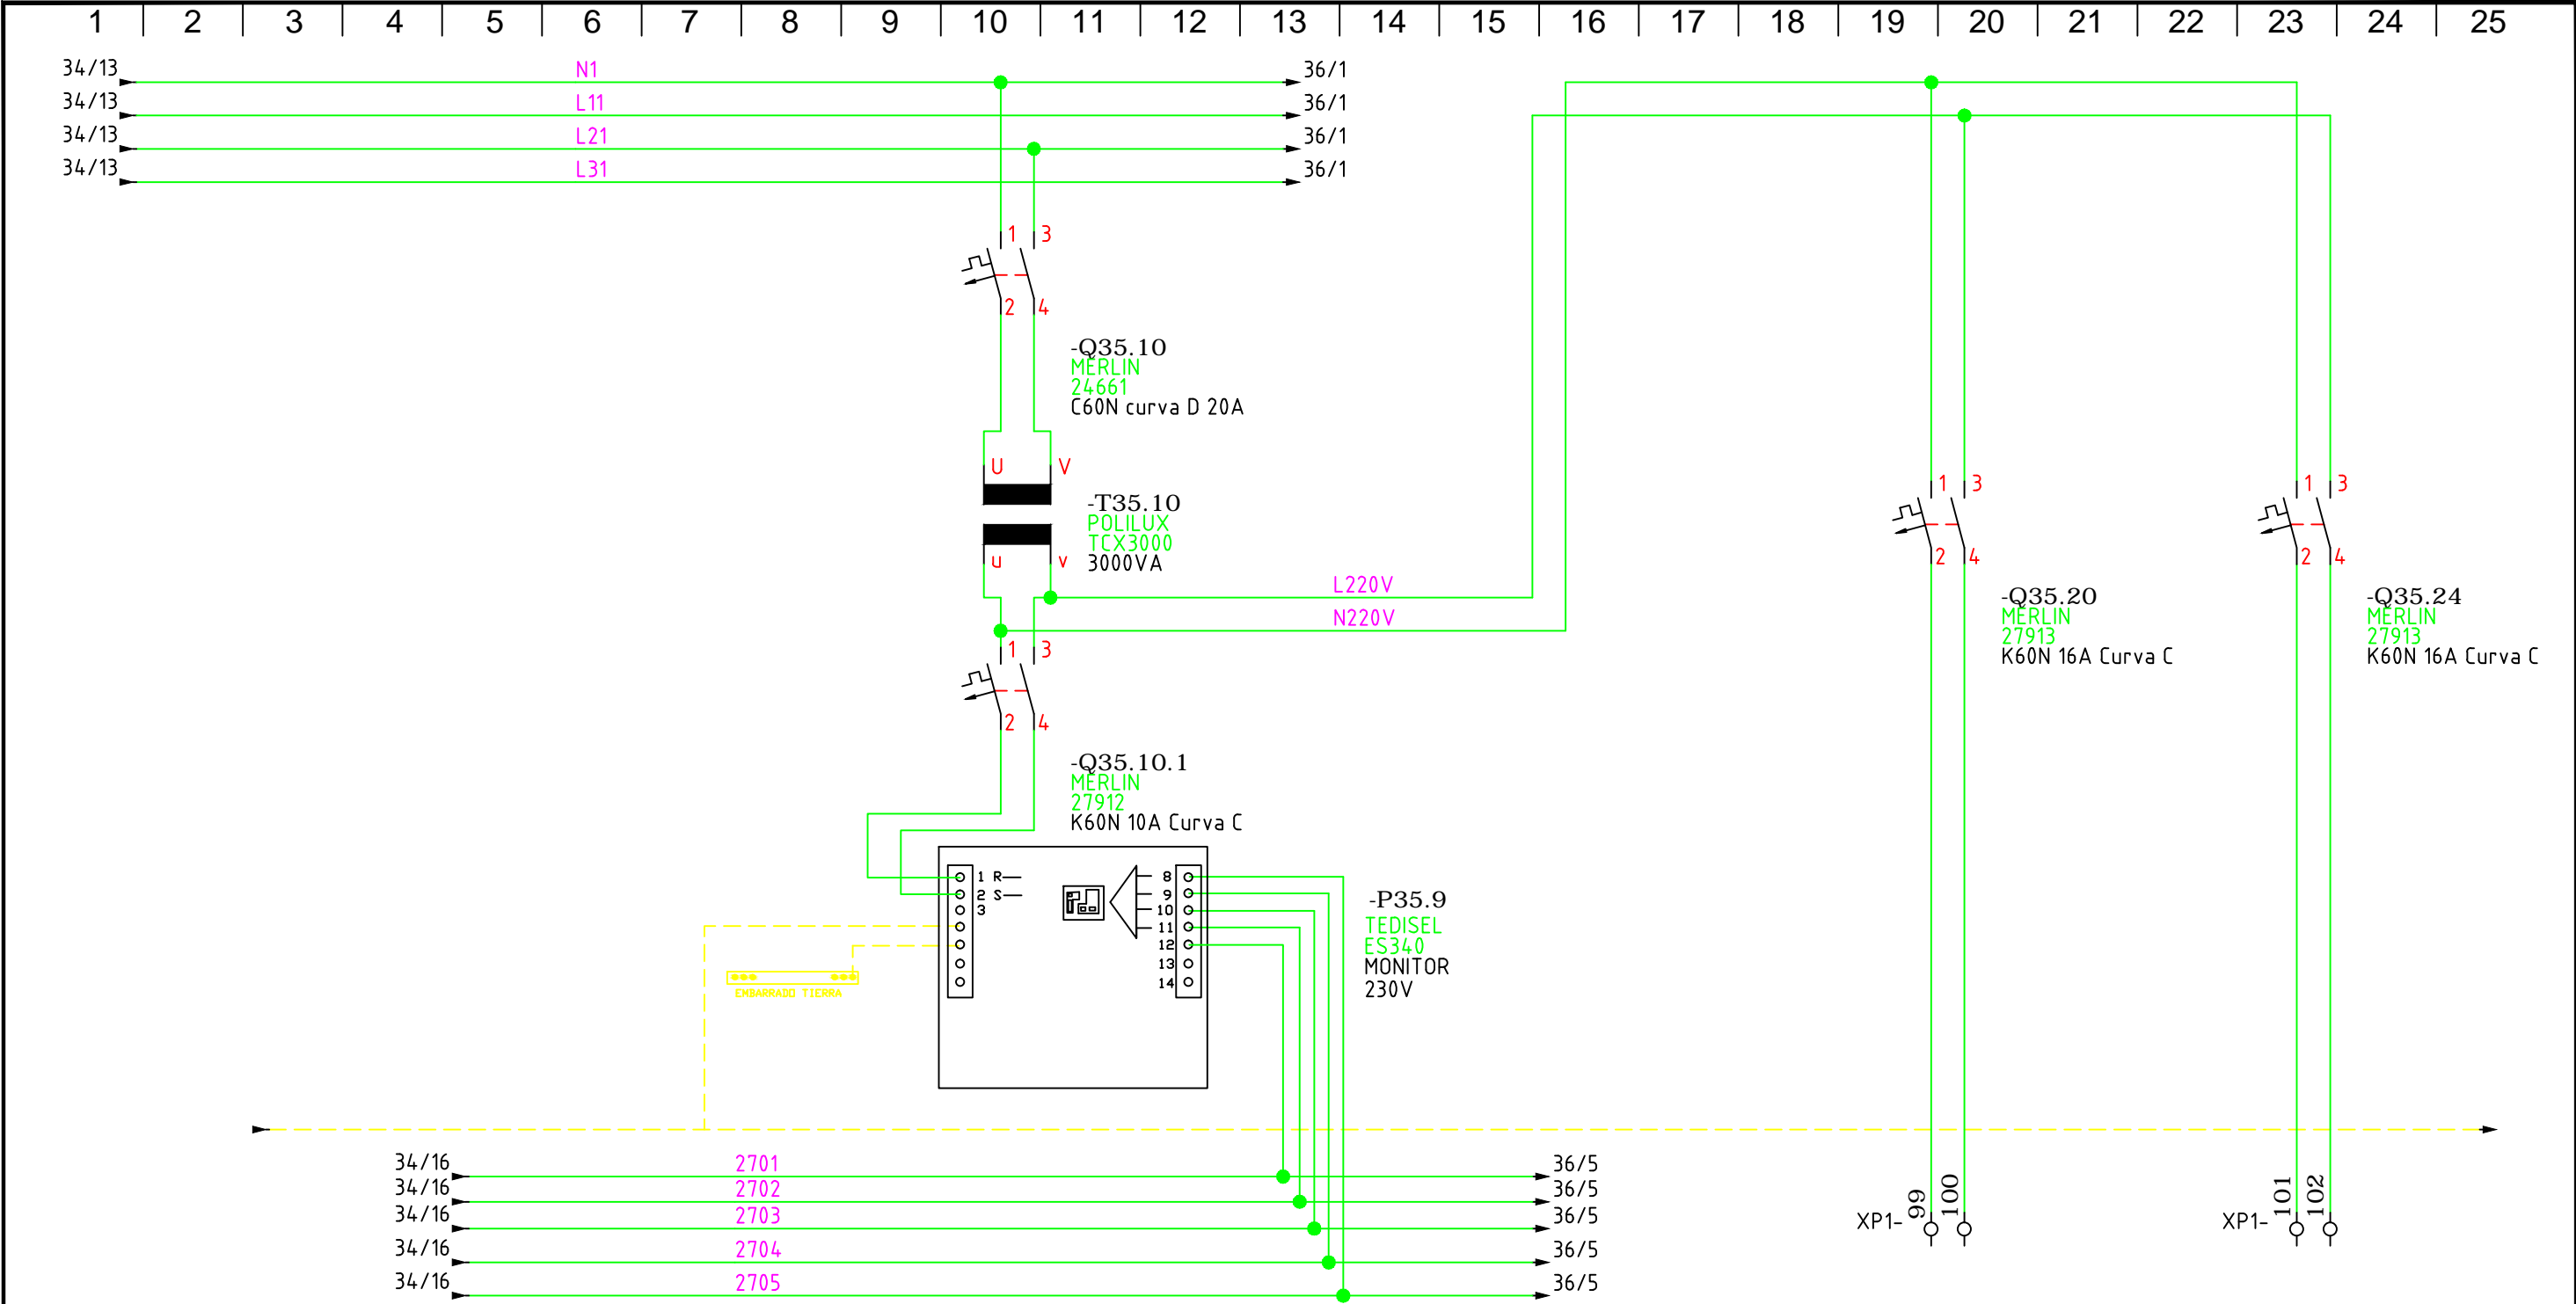 1 2 3 4 5 6 7 8 9 10 11 12 13 14 15 16 17 18 19 20 21 22 23 24 25
34/13 N1 36/1
34/13 L11 36/1
34/13 L21 36/1
34/13 L31 36/1
1 3
2 4
-Q35.10
MERLIN
24661
C60N curva D 20A
U V
-T35.10
POLILUX
TCX3000
3000VA
u v
L220V
N220V
1 3
2 4
-Q35.10.1
MERLIN
27912
K60N 10A Curva C
1 3
2 4
-Q35.20
MERLIN
27913
K60N 16A Curva C
1 3
2 4
-Q35.24
MERLIN
27913
K60N 16A Curva C
1 R 8
2 S 9
3 10
11
12
13
14
-P35.9
TEDISEL
ES340
MONITOR
230V
EMBARRADO TIERRA
34/16 2701 36/5
34/16 2702 36/5
34/16 2703 36/5
34/16 2704 36/5
34/16 2705 36/5
XP1- 99 100
XP1- 101 102